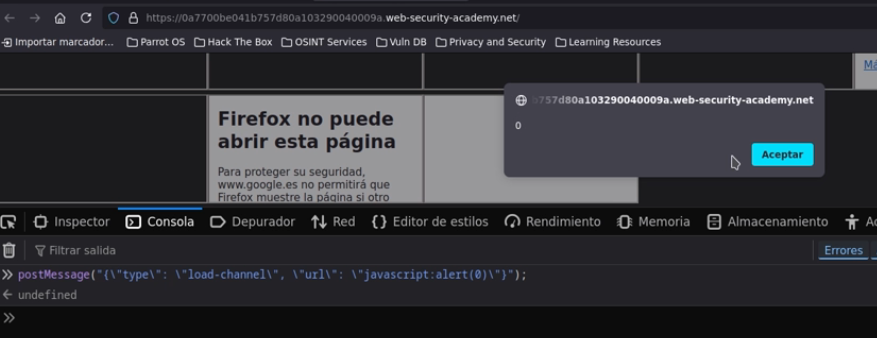 https://0a7700be041b757d80a103290040009a.web-security-academy.net/
Importar marcador... Parrot OS Hack The Box OSINT Services Vuln DB Privacy and Security Learning Resources
Má
757d80a103290040009a.web-security-academy.net
0
Aceptar
Firefox no puede
abrir esta página
Para proteger su seguridad,
www.google.es no permitirá que
Firefox muestre la página si otro
Inspector Consola Depurador Red {} Editor de estilos Rendimiento Memoria Almacenamiento Ac
Filtrar salida Errores
» postMessage("{\"type\": \"load-channel\", \"url\": \"javascript:alert(0)\"}");
← undefined
»